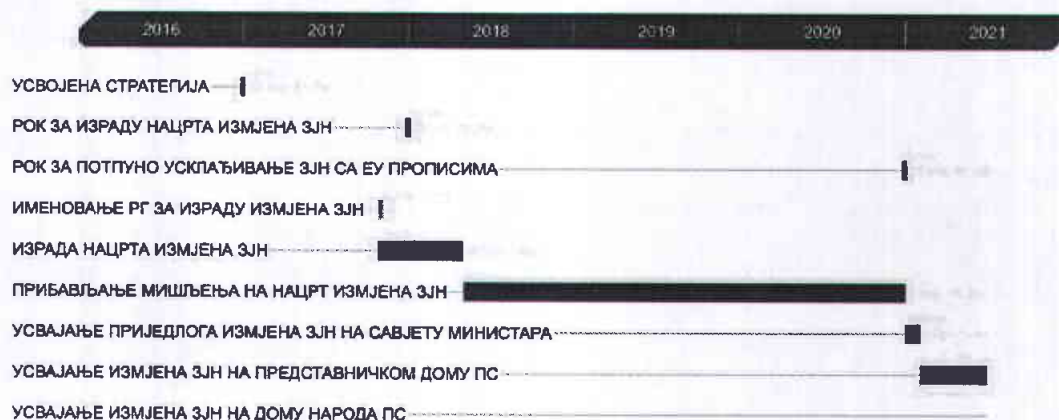 2016 2017 2018 2019 2020 2021
УСВОЈЕНА СТРАТЕГИЈА
РОК ЗА ИЗРАДУ НАЦРТА ИЗМЈЕНА ЗЈН
РОК ЗА ПОТПУНО УСКЛАЂИВАЊЕ ЗЈН СА ЕУ ПРОПИСИМА
ИМЕНОВАЊЕ РГ ЗА ИЗРАДУ ИЗМЈЕНА ЗЈН
ИЗРАДА НАЦРТА ИЗМЈЕНА ЗЈН
ПРИБАВЉАЊЕ МИШЉЕЊА НА НАЦРТ ИЗМЈЕНА ЗЈН
УСВАЈАЊЕ ПРИЈЕДЛОГА ИЗМЈЕНА ЗЈН НА САВЈЕТУ МИНИСТАРА
УСВАЈАЊЕ ИЗМЈЕНА ЗЈН НА ПРЕДСТАВНИЧКОМ ДОМУ ПС
УСВАЈАЊЕ ИЗМЈЕНА ЗЈН НА ДОМУ НАРОДА ПС